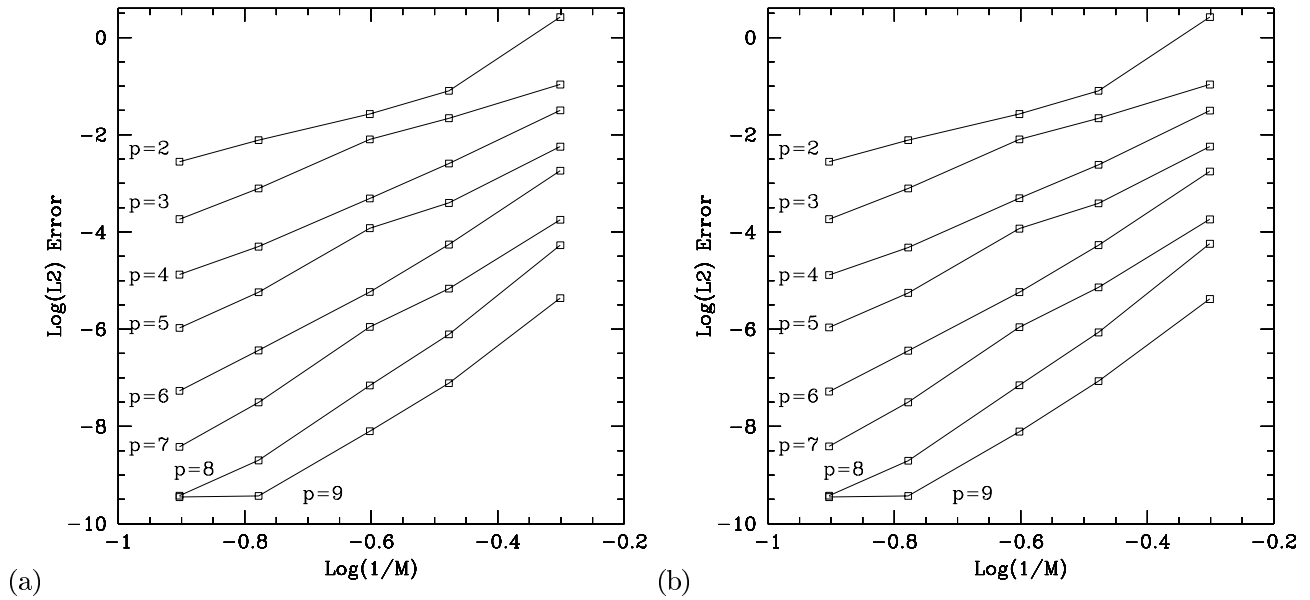 0
-2
-4
-6
-8
-10
Log(L2) Error
p=2
p=3
p=4
p=5
p=6
p=7
p=8
p=9
-1
-0.8
-0.6
-0.4
-0.2
Log(1/M)
(a)
0
-2
-4
-6
-8
-10
Log(L2) Error
p=2
p=3
p=4
p=5
p=6
p=7
p=8
p=9
-1
-0.8
-0.6
-0.4
-0.2
Log(1/M)
(b)